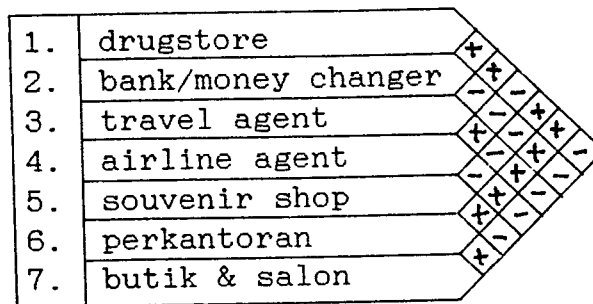 1. drugstore
2. bank/money changer
3. travel agent
4. airline agent
5. souvenir shop
6. perkantoran
7. butik & salon